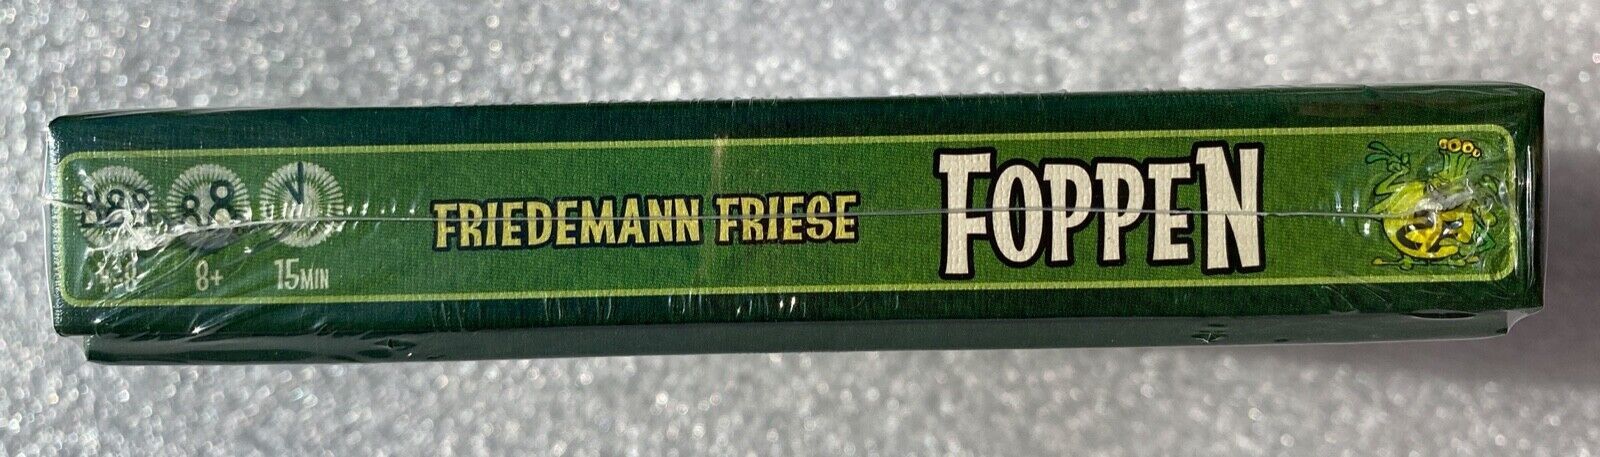 8+
15MIN
FRIEDEMANN FRIESE
FOPPEN